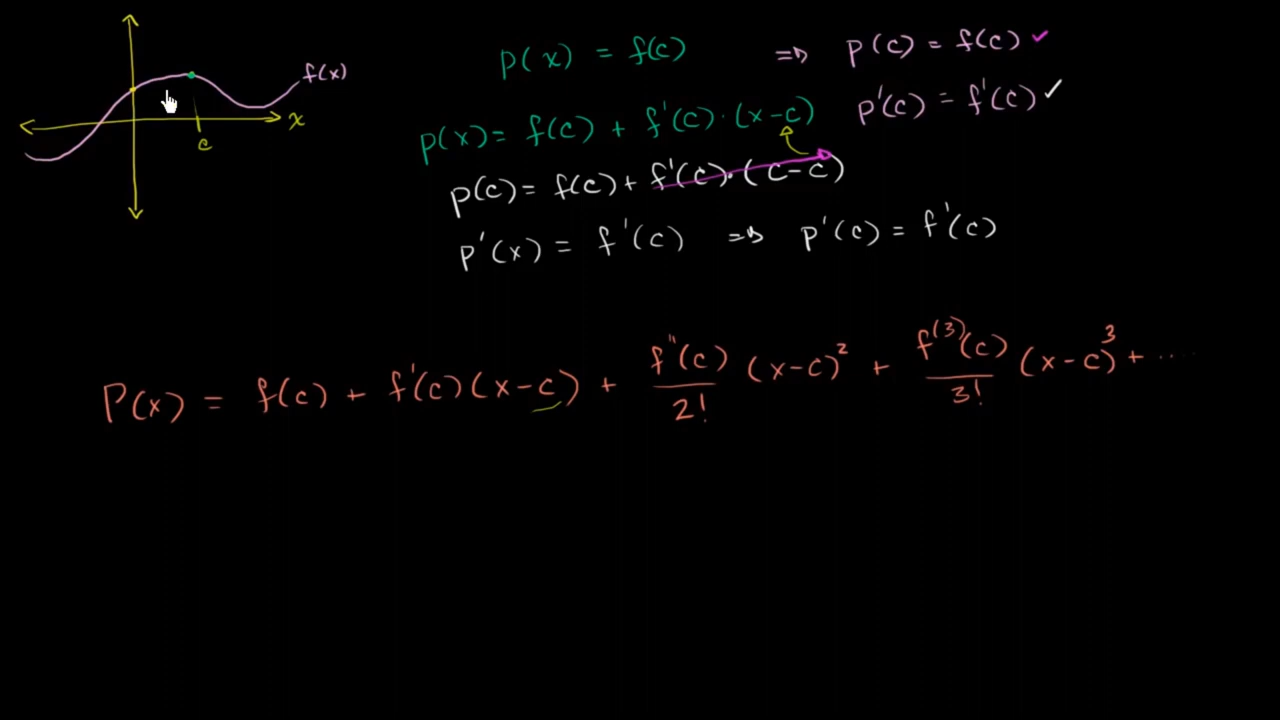 f(x)
x
c
p(x) = f(c) ⇒ p(c) = f(c) ✓
p'(c) = f'(c) ✓
p(x) = f(c) + f'(c)·(x-c)
p(c) = f(c) + f'(c)·(c-c)
p'(x) = f'(c) ⇒ p'(c) = f'(c)
P(x) = f(c) + f'(c)(x-c) + f''(c)/2! (x-c)² + f⁽³⁾(c)/3! (x-c)³ + ....